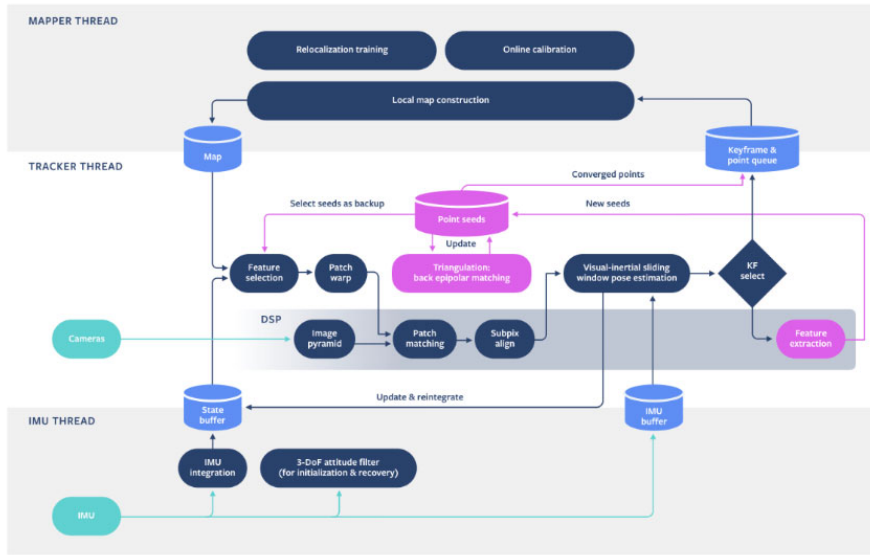 MAPPER THREAD
Relocalization training
Online calibration
Local map construction
Map
Keyframe &
point queue
TRACKER THREAD
Converged points
Select seeds as backup
Point seeds
New seeds
Update
Feature
selection
Patch
warp
Triangulation:
back epipolar matching
Visual-inertial sliding
window pose estimation
KF
select
DSP
Cameras
Image
pyramid
Patch
matching
Subpix
align
Feature
extraction
Update & reintegrate
State
buffer
IMU
buffer
IMU THREAD
IMU
integration
3-DoF attitude filter
(for initialization & recovery)
IMU